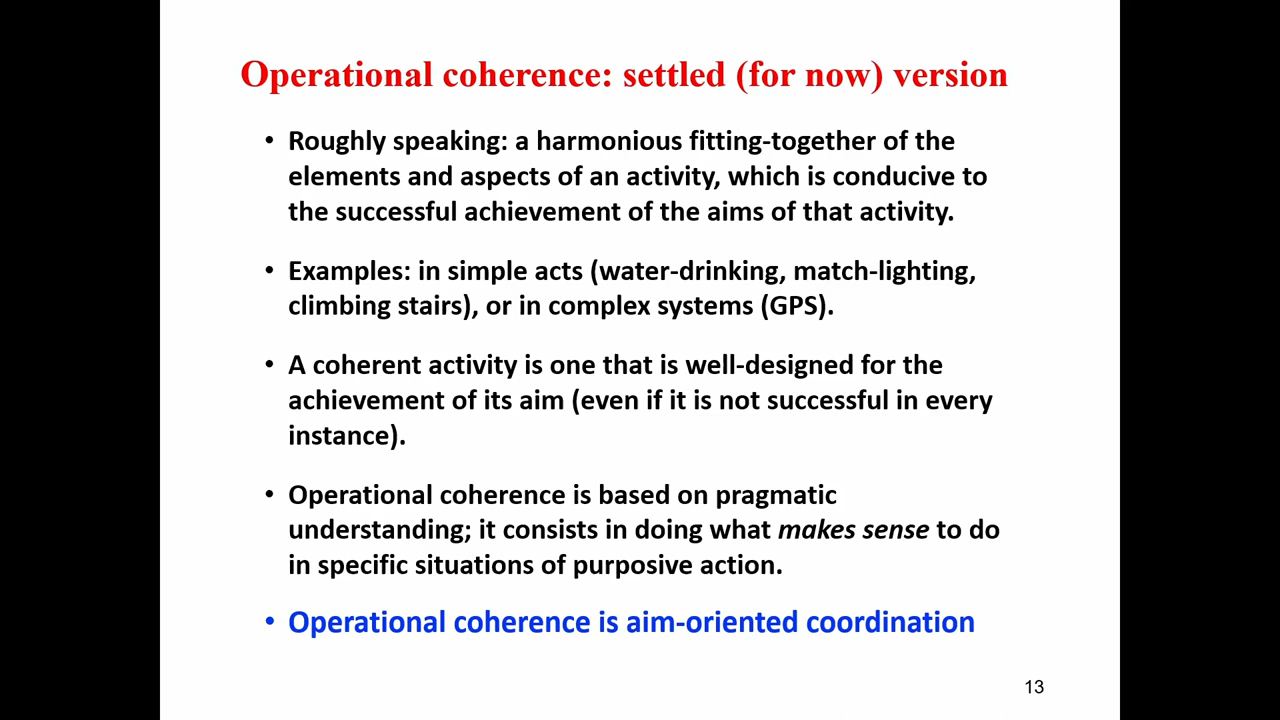 Operational coherence: settled (for now) version
• Roughly speaking: a harmonious fitting-together of the
elements and aspects of an activity, which is conducive to
the successful achievement of the aims of that activity.
• Examples: in simple acts (water-drinking, match-lighting,
climbing stairs), or in complex systems (GPS).
• A coherent activity is one that is well-designed for the
achievement of its aim (even if it is not successful in every
instance).
• Operational coherence is based on pragmatic
understanding; it consists in doing what makes sense to do
in specific situations of purposive action.
• Operational coherence is aim-oriented coordination
13